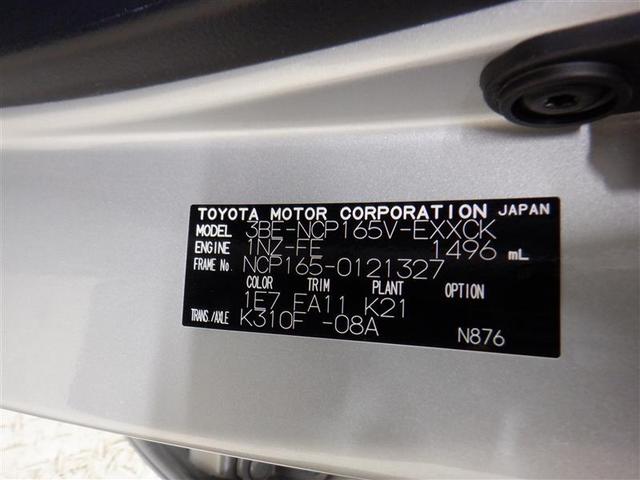 TOYOTA MOTOR CORPORATION JAPAN
MODEL 3BE-NCP165V-EXXCK
ENGINE 1NZ-FE 1496 mL
FRAME No. NCP165-0121327
COLOR TRIM PLANT OPTION
1E7 FA11 K21
TRANS./AXLE K310F -08A
N876